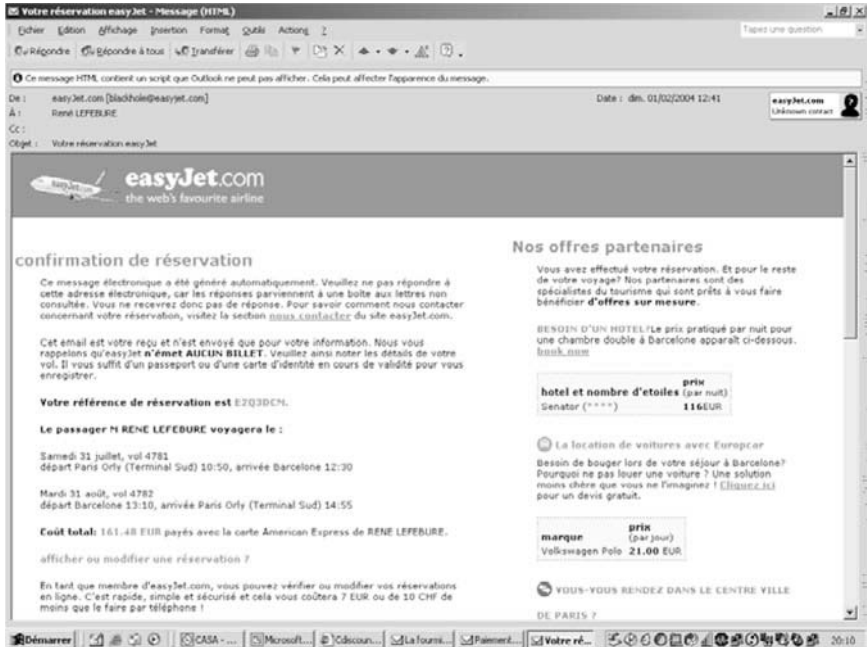 Votre réservation easyJet - Message (HTML)
Fichier Edition Affichage Insertion Format Outils Actions ?
Tapez une question
Répondre Répondre à tous Transférer
Ce message HTML contient un script que Outlook ne peut pas afficher. Cela peut affecter l'apparence du message.
De : easyJet.com [blackhole@easyjet.com]
Date : dim. 01/02/2004 12:41
À : René LEFEBURE
Cc :
Objet : Votre réservation easyJet
easyJet.com
Unknown contact
easyJet.com
the web's favourite airline
confirmation de réservation
Ce message électronique a été généré automatiquement. Veuillez ne pas répondre à
cette adresse électronique, car les réponses parviennent à une boîte aux lettres non
consultée. Vous ne recevrez donc pas de réponse. Pour savoir comment nous contacter
concernant votre réservation, visitez la section nous contacter du site easyJet.com.
Cet email est votre reçu et n'est envoyé que pour votre information. Nous vous
rappelons qu'easyJet n'émet AUCUN BILLET. Veuillez ainsi noter les détails de votre
vol. Il vous suffit d'un passeport ou d'une carte d'identité en cours de validité pour vous
enregistrer.
Votre référence de réservation est
Le passager M RENE LEFEBURE voyagera le :
Samedi 31 juillet, vol 4781
départ Paris Orly (Terminal Sud) 10:50, arrivée Barcelone 12:30
Mardi 31 août, vol 4782
départ Barcelone 13:10, arrivée Paris Orly (Terminal Sud) 14:55
Coût total: 161.48 EUR payés avec la carte American Express de RENE LEFEBURE.
afficher ou modifier une réservation ?
En tant que membre d'easyJet.com, vous pouvez vérifier ou modifier vos réservations
en ligne. C'est rapide, simple et sécurisé et cela vous coûtera 7 EUR ou de 10 CHF de
moins que le faire par téléphone !
Nos offres partenaires
Vous avez effectué votre réservation. Et pour le reste
de votre voyage? Nos partenaires sont des
spécialistes du tourisme qui sont prêts à vous faire
bénéficier d'offres sur mesure.
BESOIN D'UN HOTEL?Le prix pratiqué par nuit pour
une chambre double à Barcelone apparaît ci-dessous.
book now
prix
hotel et nombre d'etoiles (par nuit)
Senator (****) 116EUR
La location de voitures avec Europcar
Besoin de bouger lors de votre séjour à Barcelone?
Pourquoi ne pas louer une voiture ? Une solution
moins chère que vous ne l'imaginez ! Cliquez ici
pour un devis gratuit.
prix
marque (par jour)
Volkswagen Polo 21.00 EUR
VOUS-VOUS RENDEZ DANS LE CENTRE VILLE
DE PARIS ?
Démarrer CASA - ... Microsoft... Cdiscoun... La fourmi... Paiement... Votre ré... 20:10